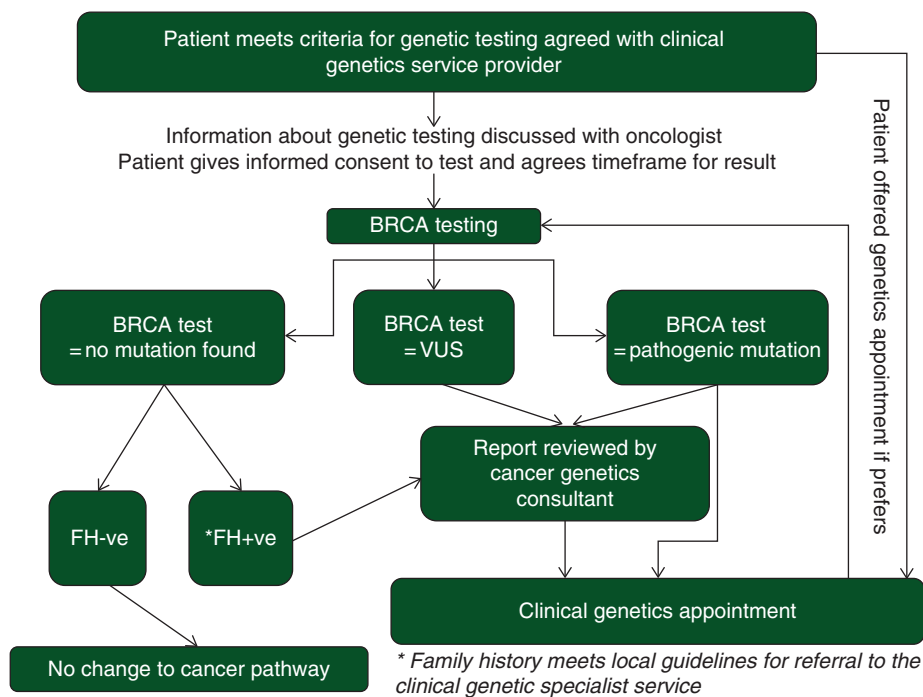 Patient meets criteria for genetic testing agreed with clinical
genetics service provider
Information about genetic testing discussed with oncologist
Patient gives informed consent to test and agrees timeframe for result
Patient offered genetics appointment if prefers
BRCA testing
BRCA test
= no mutation found
BRCA test
= VUS
BRCA test
= pathogenic mutation
Report reviewed by
cancer genetics
consultant
FH-ve
*FH+ve
Clinical genetics appointment
No change to cancer pathway
* Family history meets local guidelines for referral to the
clinical genetic specialist service